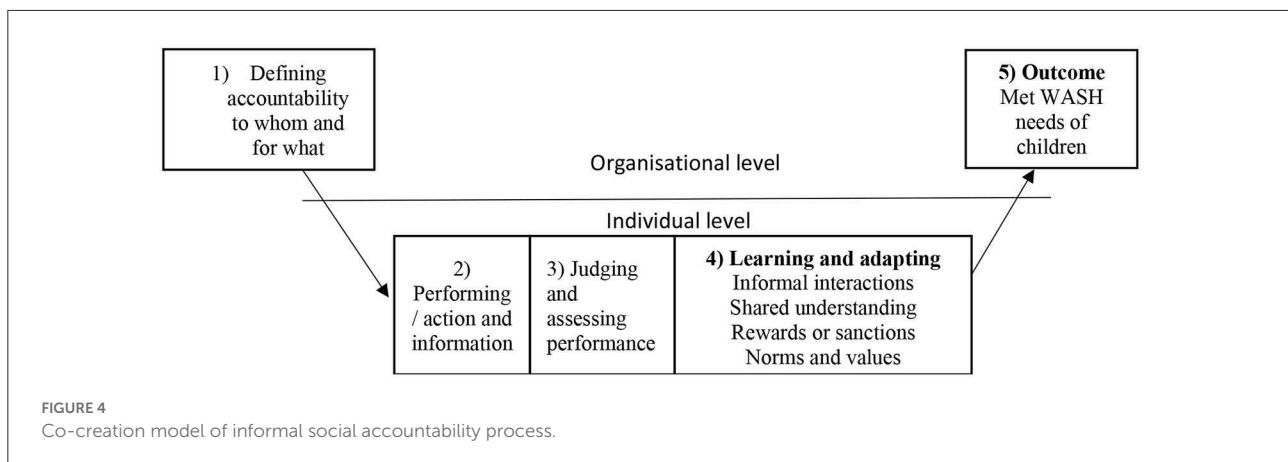 1) Defining
accountability
to whom and
for what
5) Outcome
Met WASH
needs of
children
Organisational level
Individual level
2)
Performing
/ action and
information
3) Judging
and
assessing
performance
4) Learning and adapting
Informal interactions
Shared understanding
Rewards or sanctions
Norms and values
FIGURE 4
Co-creation model of informal social accountability process.